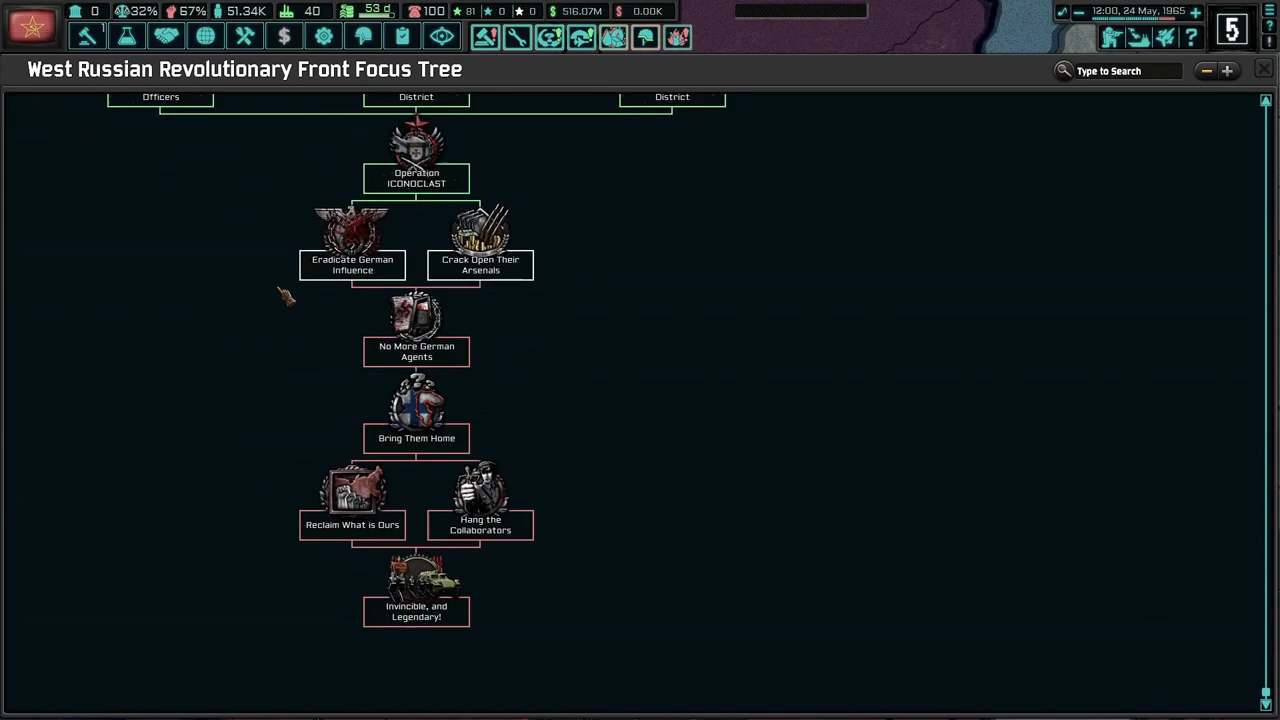 0 32% 67% 51.34K 40 53 d 100 81 0 0 516.07M 0.00K 12:00, 24 May, 1965
1
5
West Russian Revolutionary Front Focus Tree
Type to Search
Officers
District
District
Operation
ICONOCLAST
Eradicate German
Influence
Crack Open Their
Arsenals
No More German
Agents
Bring Them Home
Reclaim What is Ours
Hang the
Collaborators
Invincible, and
Legendary!